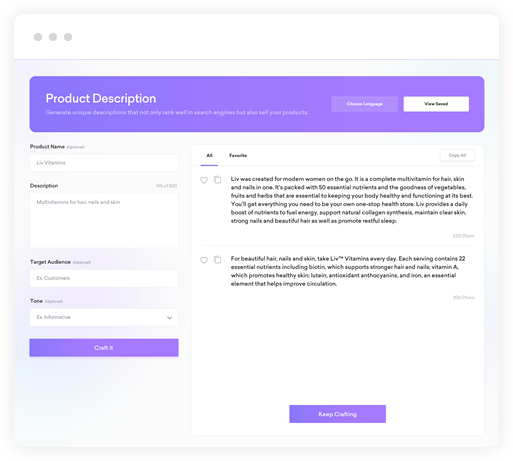 Product Description
Generate unique descriptions that not only rank well in search engines but also sell your products.
Choose Language
View Saved
Product Name (Optional)
Liv Vitamins
Description
Multivitamins for hair, nails and skin
Target Audience (Optional)
Ex. Customers
Tone (Optional)
Ex. Informative
Craft it
All
Favorite
Copy All
Liv was created for modern women on the go. It is a complete multivitamin for hair, skin
and nails in one. It's packed with 50 essential nutrients and the goodness of vegetables,
fruits and herbs that are essential to keeping your body healthy and functioning at its best.
You'll get everything you need to be your own one-stop health store. Liv provides a daily
boost of nutrients to fuel energy, support natural collagen synthesis, maintain clear skin,
strong nails and beautiful hair as well as promote restful sleep.
For beautiful hair, nails and skin, take Liv™ Vitamins every day. Each serving contains 22
essential nutrients including biotin, which supports stronger hair and nails; vitamin A,
which promotes healthy skin; lutein, antioxidant anthocyanins, and iron, an essential
element that helps improve circulation.
Keep Crafting